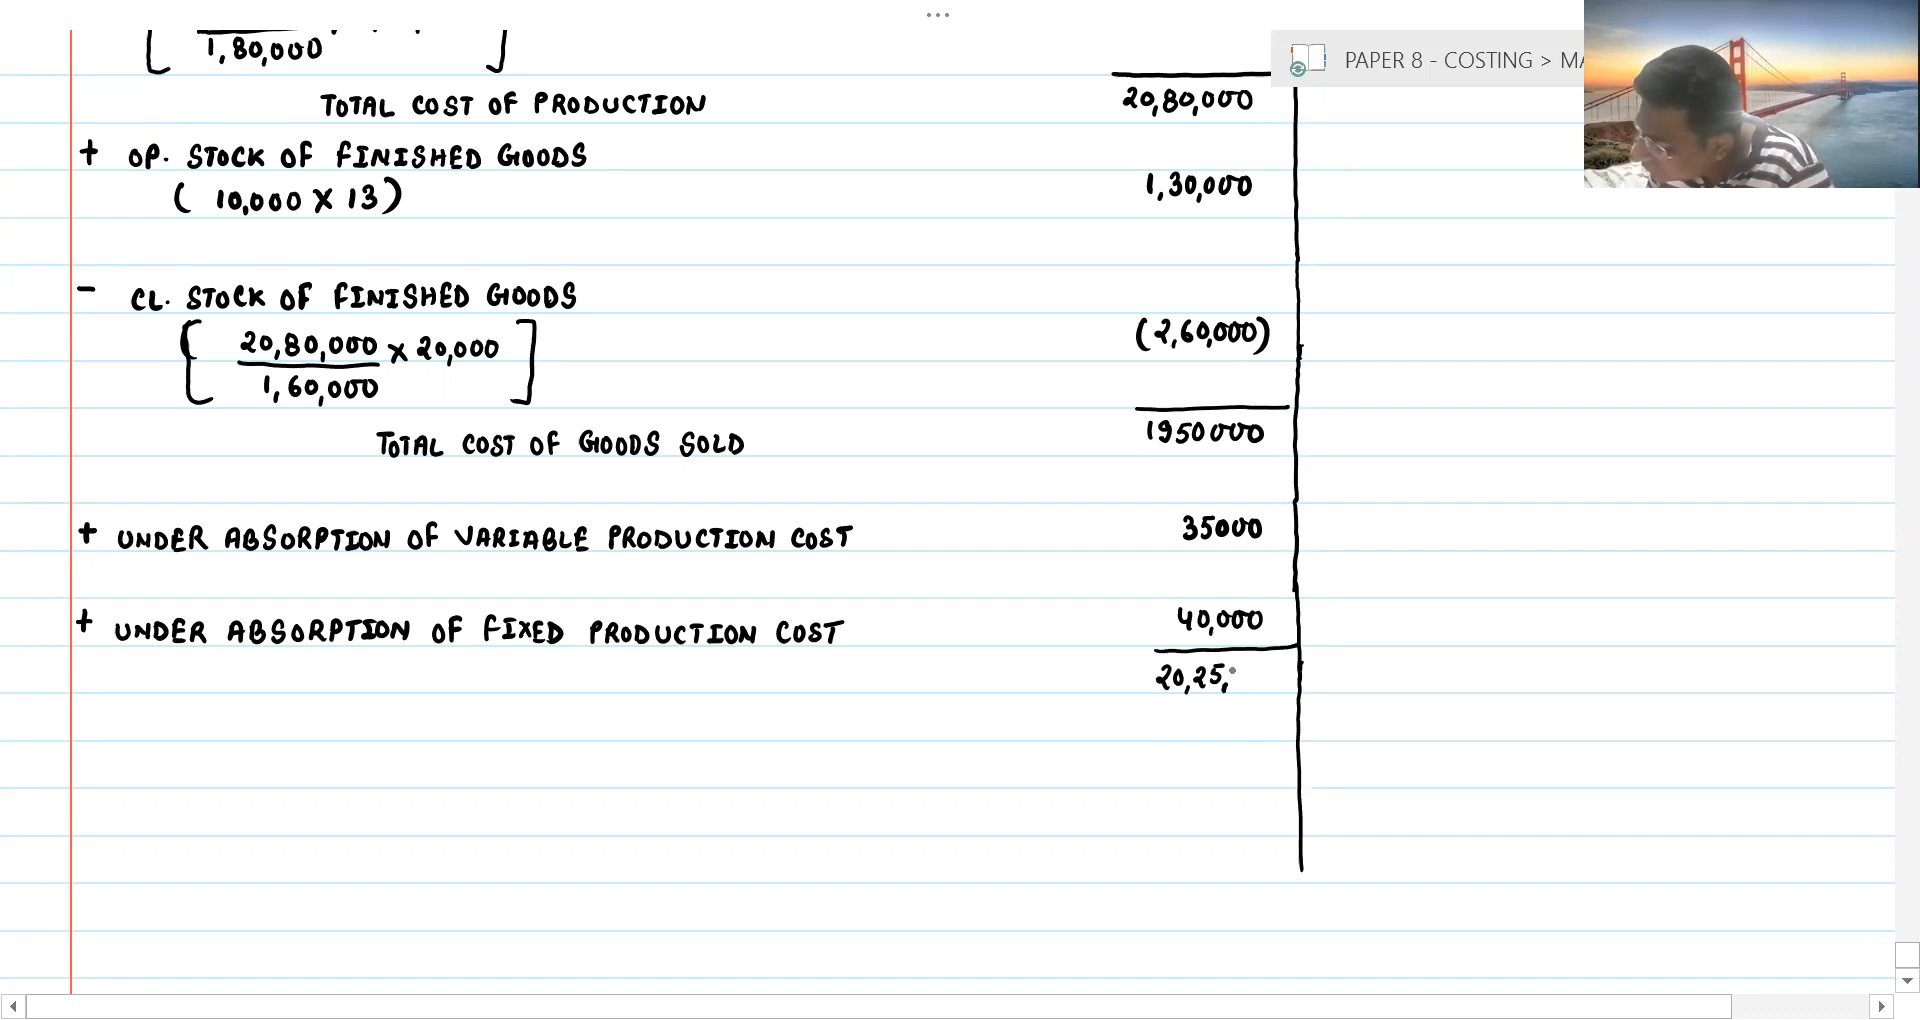 ...
1,80,000
PAPER 8 - COSTING > MA
TOTAL COST OF PRODUCTION 20,80,000
+ OP. STOCK OF FINISHED GOODS
(10,000 X 13) 1,30,000
- CL. STOCK OF FINISHED GOODS
[20,80,000 X 20,000] (2,60,000)
1,60,000
TOTAL COST OF GOODS SOLD 1950000
+ UNDER ABSORPTION OF VARIABLE PRODUCTION COST 35000
+ UNDER ABSORPTION OF FIXED PRODUCTION COST 40,000
20,25,